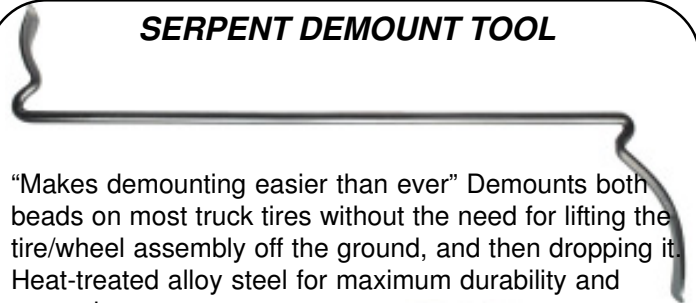 SERPENT DEMOUNT TOOL
“Makes demounting easier than ever” Demounts both
beads on most truck tires without the need for lifting the
tire/wheel assembly off the ground, and then dropping it.
Heat-treated alloy steel for maximum durability and